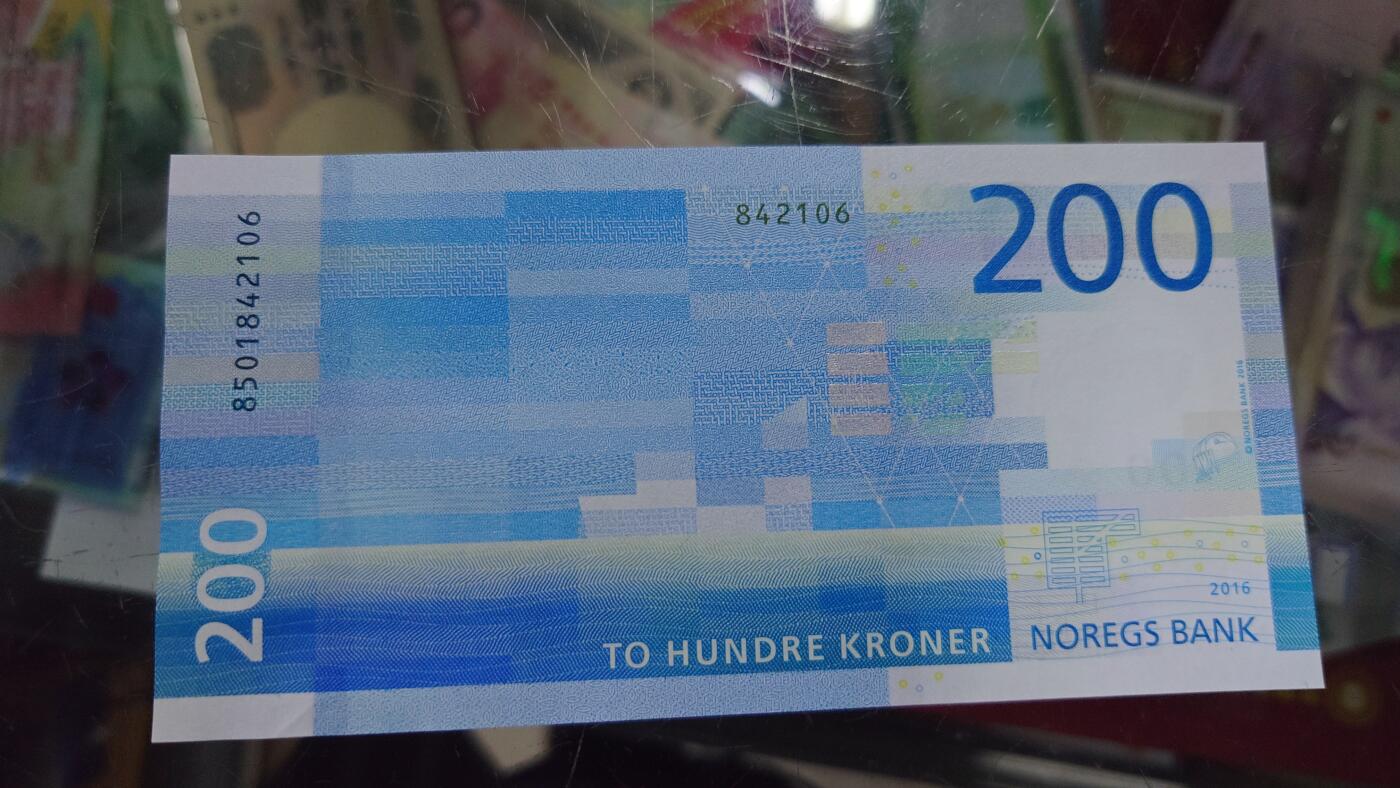 8501842106
842106
200
© NOREGS BANK 2016
200
2016
TO HUNDRE KRONER
NOREGS BANK